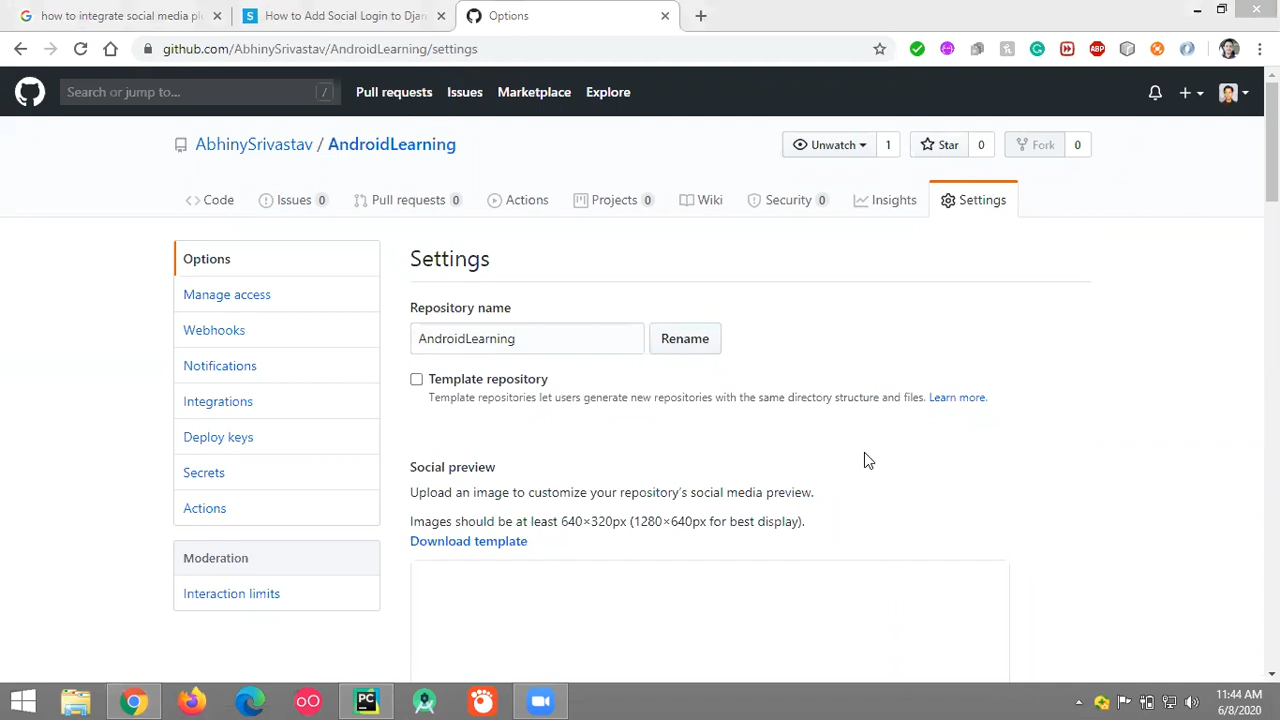 how to integrate social media pl
How to Add Social Login to Djan
Options
github.com/AbhinySrivastav/AndroidLearning/settings
ABP
Search or jump to...
/
Pull requests
Issues
Marketplace
Explore
AbhinySrivastav / AndroidLearning
Unwatch 1
Star 0
Fork 0
Code
Issues 0
Pull requests 0
Actions
Projects 0
Wiki
Security 0
Insights
Settings
Options
Manage access
Webhooks
Notifications
Integrations
Deploy keys
Secrets
Actions
Moderation
Interaction limits
Settings
Repository name
AndroidLearning
Rename
Template repository
Template repositories let users generate new repositories with the same directory structure and files. Learn more.
Social preview
Upload an image to customize your repository's social media preview.
Images should be at least 640×320px (1280×640px for best display).
Download template
PC
11:44 AM
6/8/2020